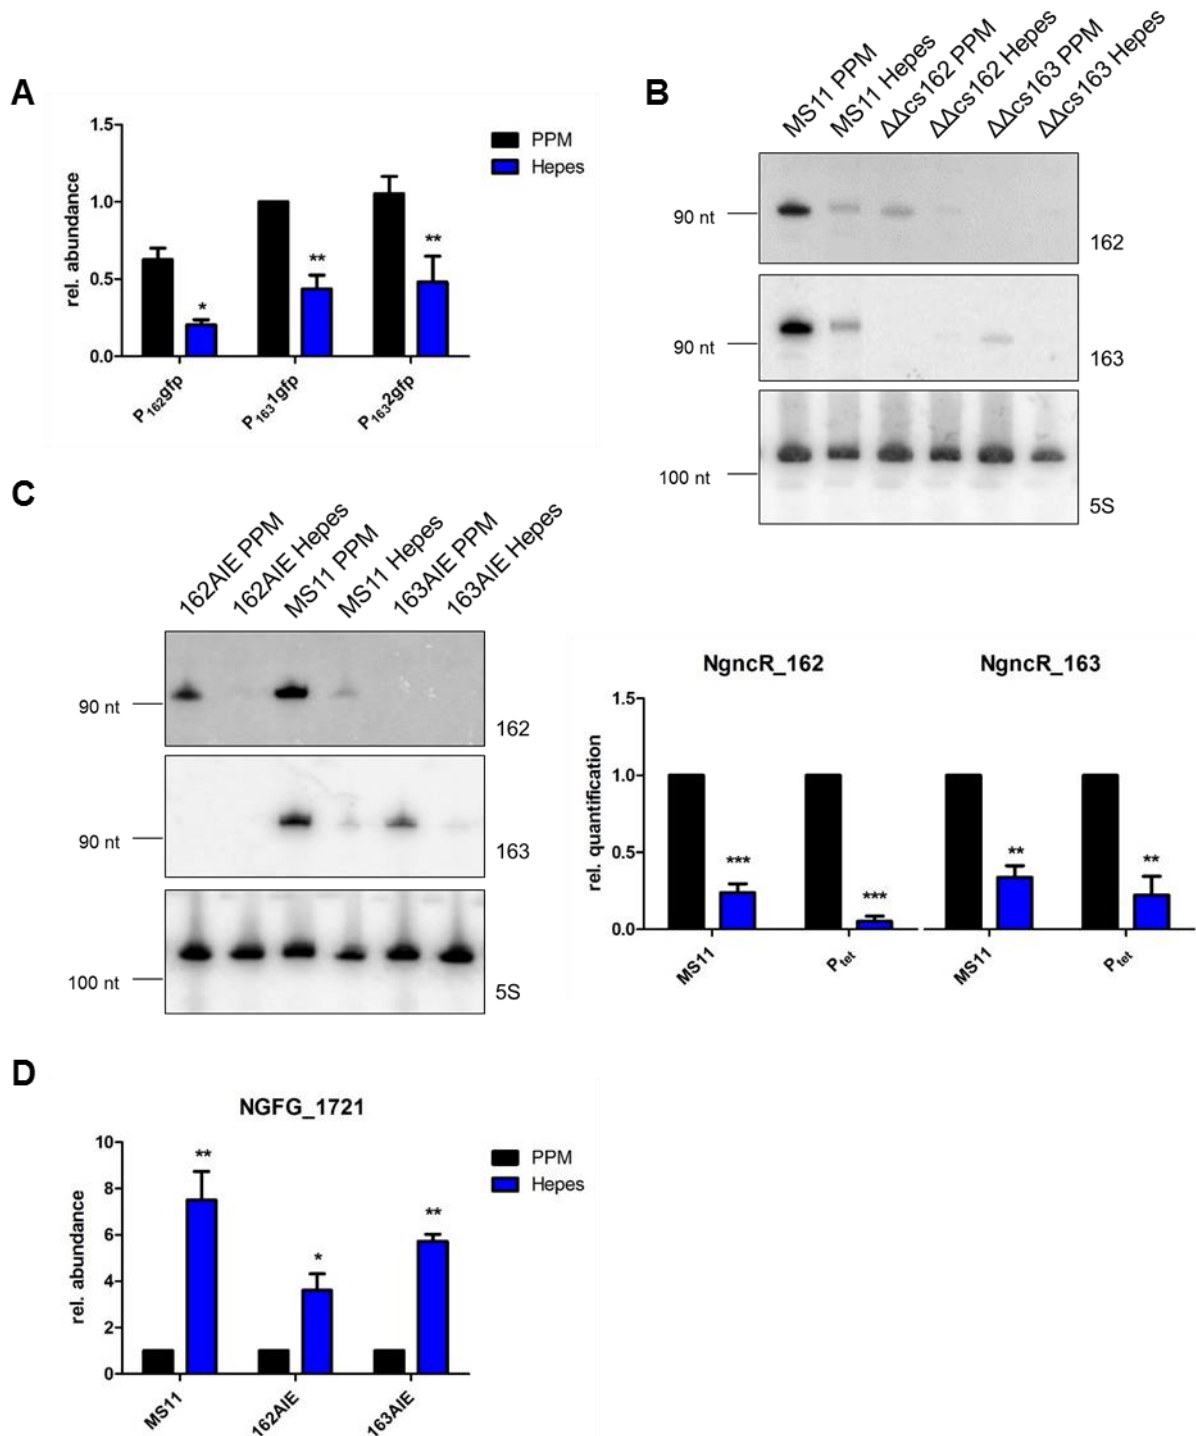 A
1.5
1.0
0.5
0.0
rel. abundance
PPM
Hepes
*
**
**
P162gfp
P1631gfp
P1632gfp
B
MS11 PPM
MS11 Hepes
ΔΔcs162 PPM
ΔΔcs162 Hepes
ΔΔcs163 PPM
ΔΔcs163 Hepes
90 nt
162
90 nt
163
100 nt
5S
C
162AIE PPM
162AIE Hepes
MS11 PPM
MS11 Hepes
163AIE PPM
163AIE Hepes
90 nt
162
90 nt
163
100 nt
5S
NgncR_162
NgncR_163
1.5
1.0
0.5
0.0
rel. quantification
***
***
**
**
MS11
Ptet
MS11
Ptet
D
NGFG_1721
10
8
6
4
2
0
rel. abundance
PPM
Hepes
**
*
**
MS11
162AIE
163AIE